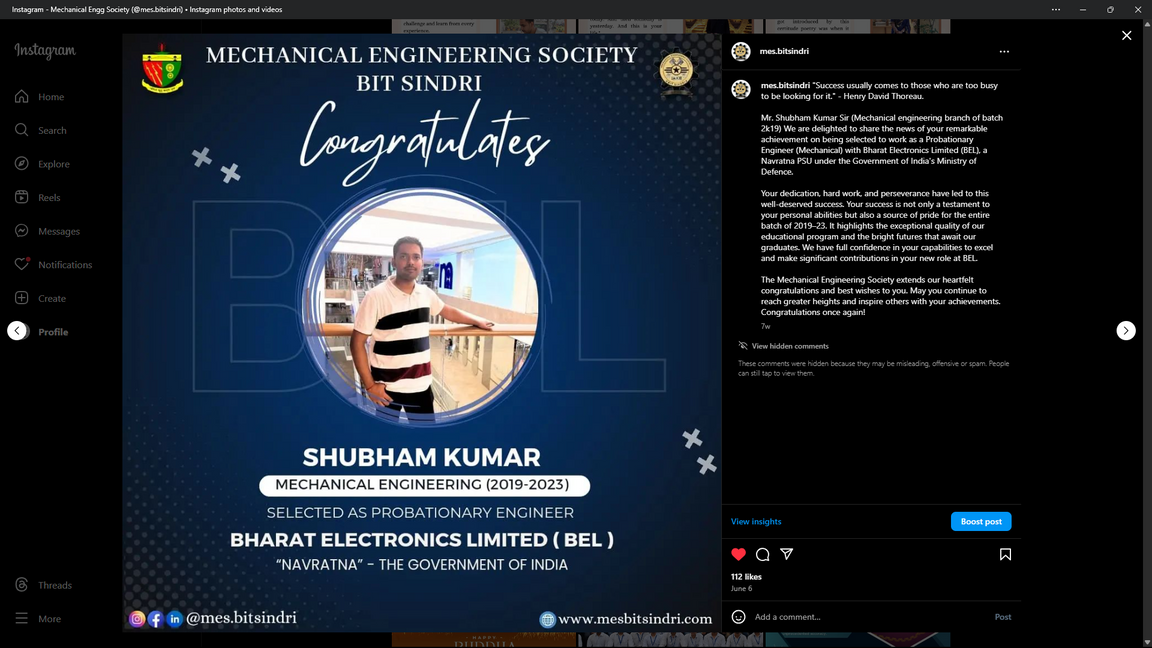 Instagram - Mechanical Engg Society (@mes.bitsindri) • Instagram photos and videos
Instagram
Home
Search
Explore
Reels
Messages
Notifications
Create
Profile
Threads
More
MECHANICAL ENGINEERING SOCIETY
BIT SINDRI
Congratulates
BEL
SHUBHAM KUMAR
MECHANICAL ENGINEERING (2019-2023)
SELECTED AS PROBATIONARY ENGINEER
BHARAT ELECTRONICS LIMITED ( BEL )
“NAVRATNA” – THE GOVERNMENT OF INDIA
@mes.bitsindri
www.mesbitsindri.com
mes.bitsindri
mes.bitsindri "Success usually comes to those who are too busy
to be looking for it." - Henry David Thoreau.
Mr. Shubham Kumar Sir (Mechanical engineering branch of batch
2k19) We are delighted to share the news of your remarkable
achievement on being selected to work as a Probationary
Engineer (Mechanical) with Bharat Electronics Limited (BEL), a
Navratna PSU under the Government of India's Ministry of
Defence.
Your dedication, hard work, and perseverance have led to this
well-deserved success. Your success is not only a testament to
your personal abilities but also a source of pride for the entire
batch of 2019–23. It highlights the exceptional quality of our
educational program and the bright futures that await our
graduates. We have full confidence in your capabilities to excel
and make significant contributions in your new role at BEL.
The Mechanical Engineering Society extends our heartfelt
congratulations and best wishes to you. May you continue to
reach greater heights and inspire others with your achievements.
Congratulations once again!
7w
View hidden comments
These comments were hidden because they may be misleading, offensive or spam. People
can still tap to view them.
View insights
Boost post
112 likes
June 6
Add a comment...
Post